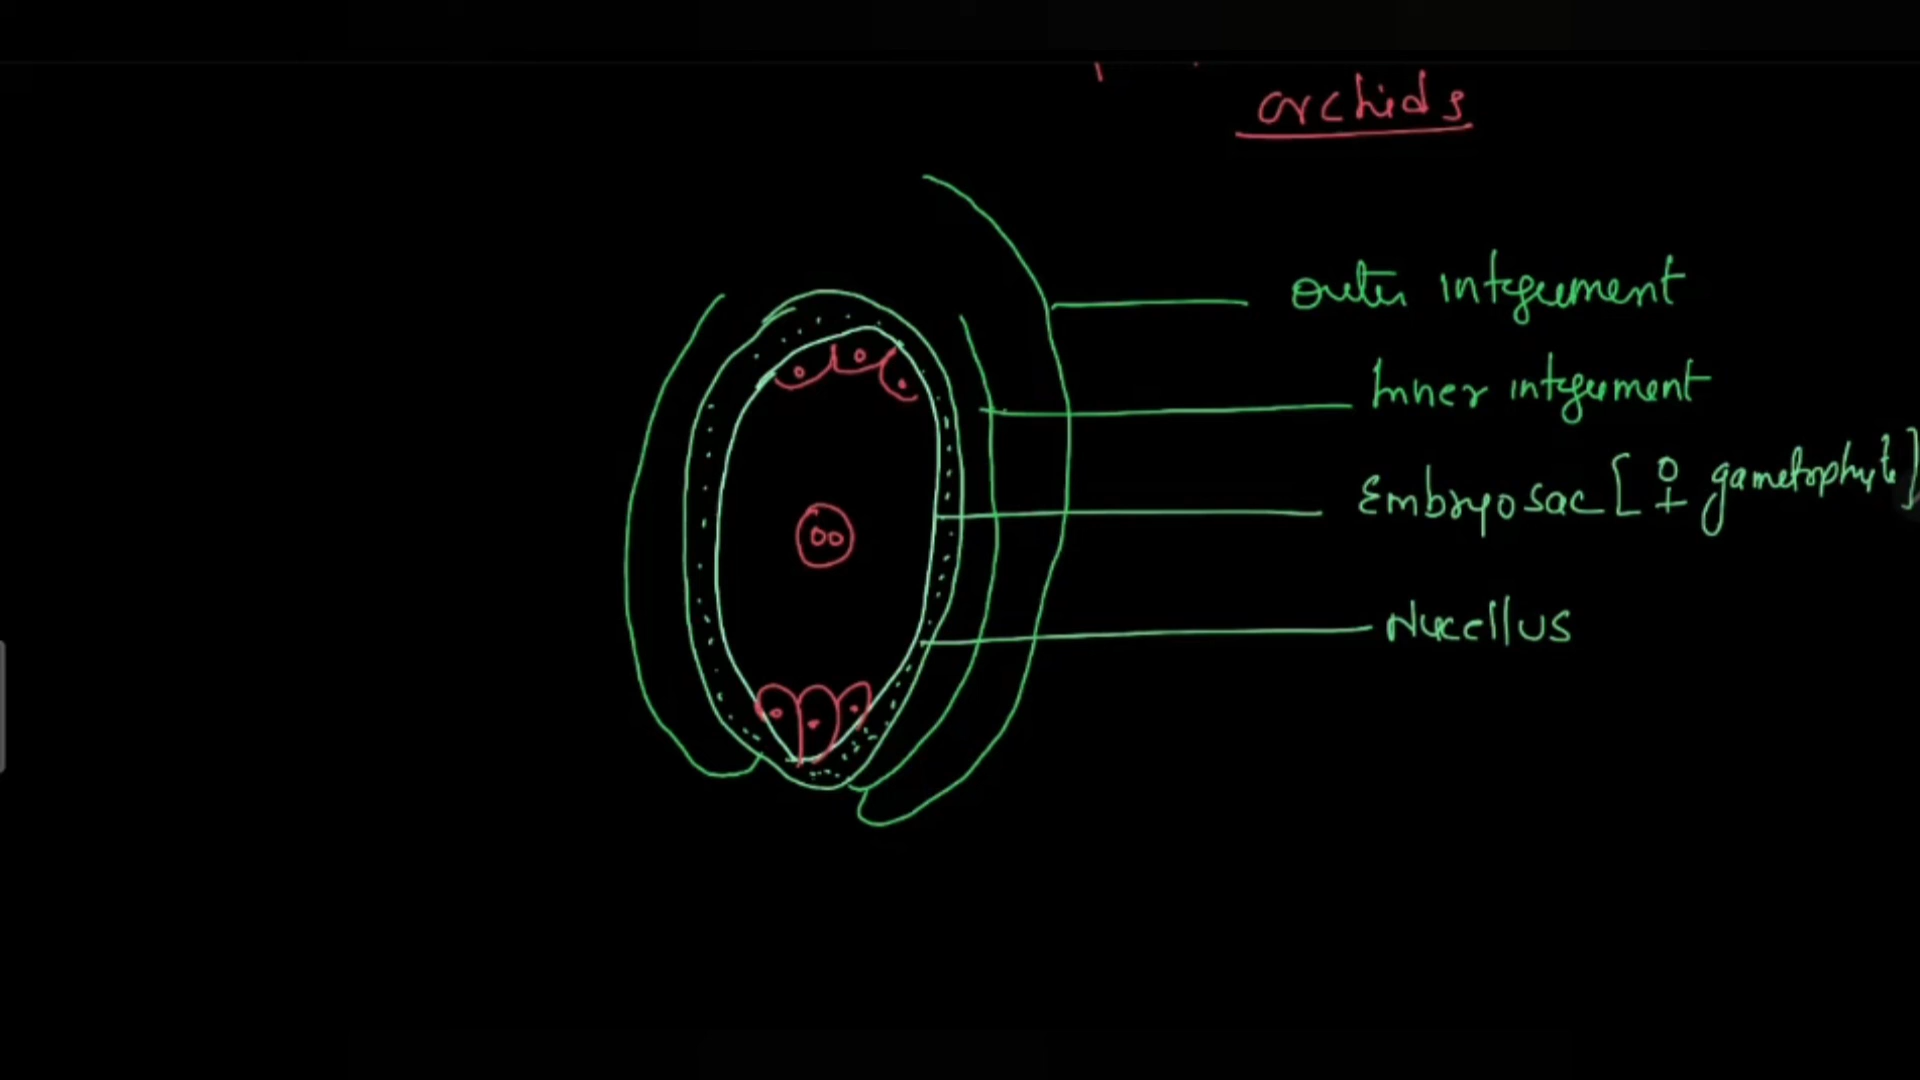 orchids
outer integument
Inner integument
Embryosac [♀ gametophyte]
Nucellus